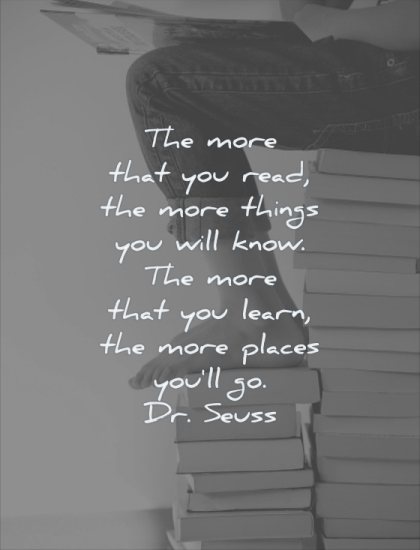 The more
that you read,
the more things
you will know.
The more
that you learn,
the more places
you'll go.
Dr. Seuss